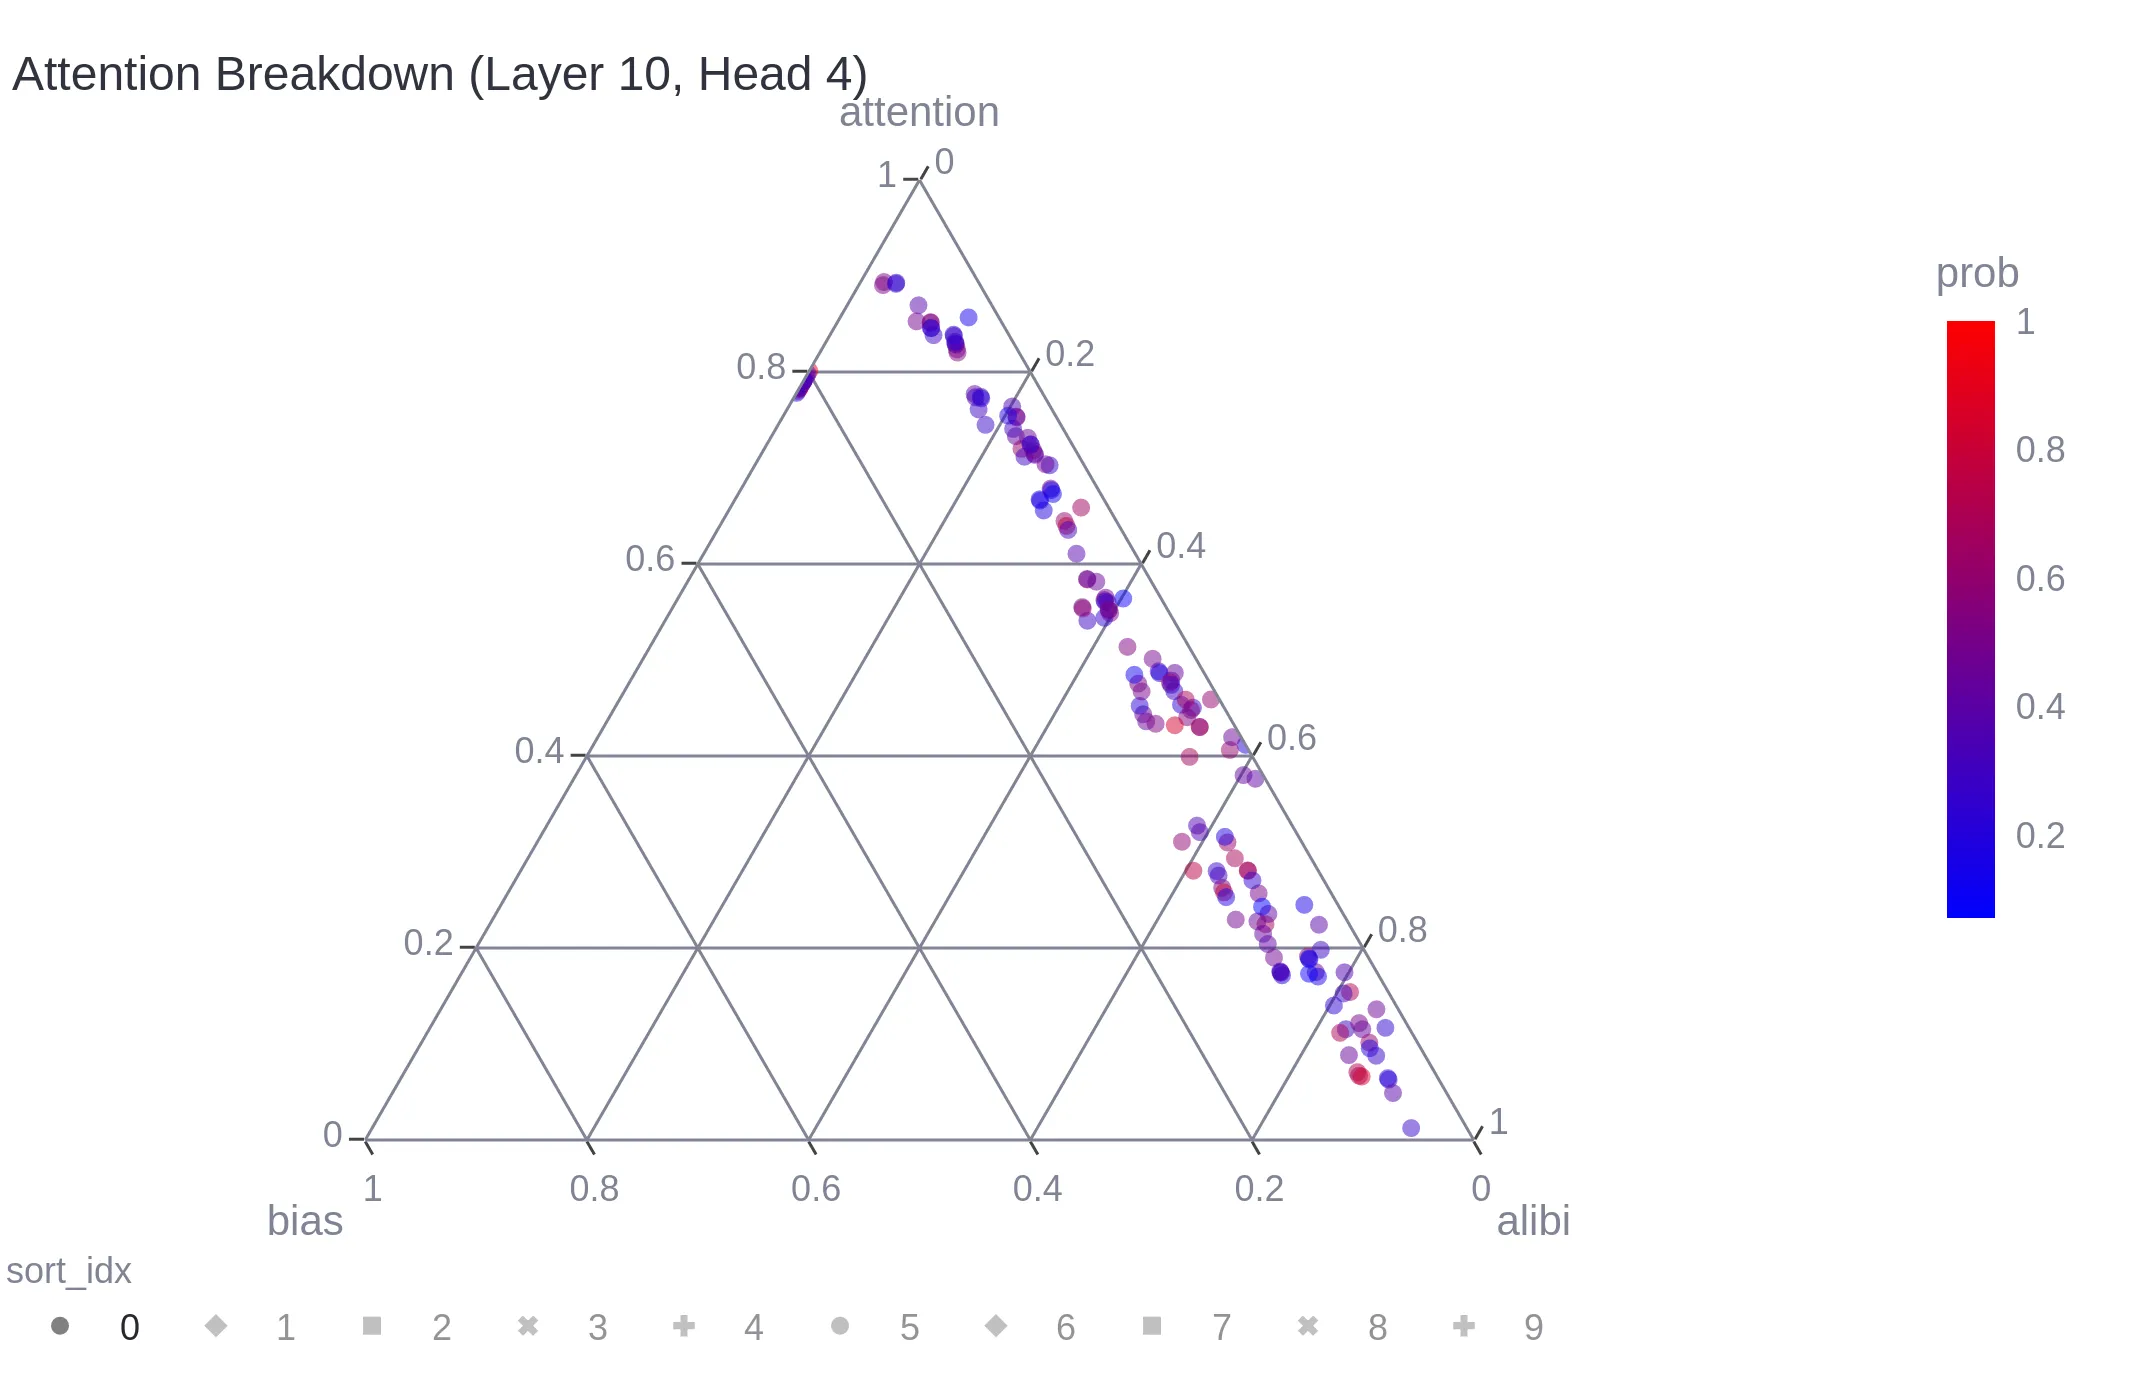 Attention Breakdown (Layer 10, Head 4)
attention
1 0
prob
1
0.8 0.2
0.8
0.6 0.4
0.6
0.4 0.6
0.4
0.2 0.8
0.2
0 1
1 0.8 0.6 0.4 0.2 0
bias alibi
sort_idx
0 1 2 3 4 5 6 7 8 9